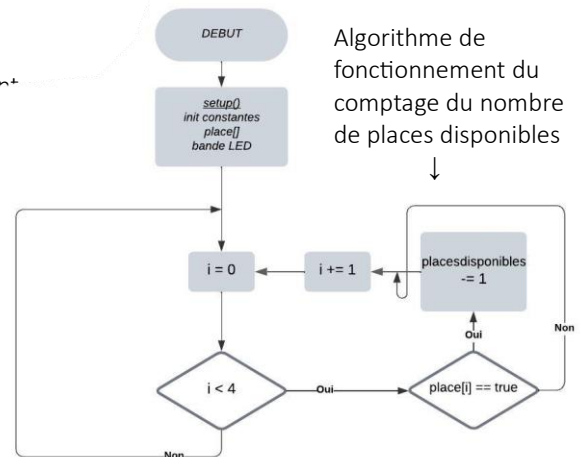 DEBUT
Algorithme de
fonctionnement du
comptage du nombre
de places disponibles
↓
setup()
init constantes
place[]
bande LED
i = 0
i += 1
placesdisponibles
-= 1
Oui
Non
i < 4
Oui
place[i] == true
Non